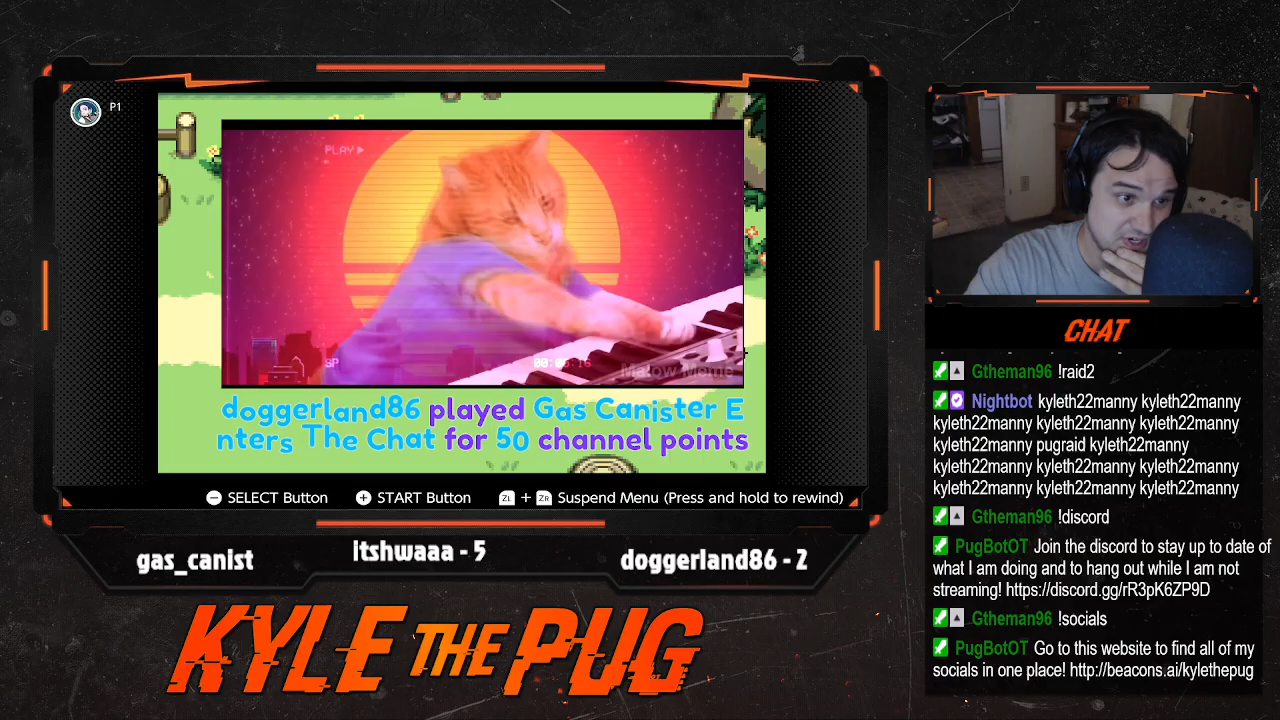 P1
PLAY
SP
Malow Meme
doggerland86 played Gas Canister E
nters The Chat for 50 channel points
SELECT Button START Button ZL + ZR Suspend Menu (Press and hold to rewind)
gas_canist
itshwaaa - 5
doggerland86 - 2
KYLE THE PUG
CHAT
Gtheman96 !raid2
Nightbot kyleth22manny kyleth22manny
kyleth22manny kyleth22manny kyleth22manny
kyleth22manny pugraid kyleth22manny
kyleth22manny kyleth22manny kyleth22manny
kyleth22manny kyleth22manny kyleth22manny
Gtheman96 !discord
PugBotOT Join the discord to stay up to date of
what I am doing and to hang out while I am not
streaming! https://discord.gg/rR3pK6ZP9D
Gtheman96 !socials
PugBotOT Go to this website to find all of my
socials in one place! http://beacons.ai/kylethepug